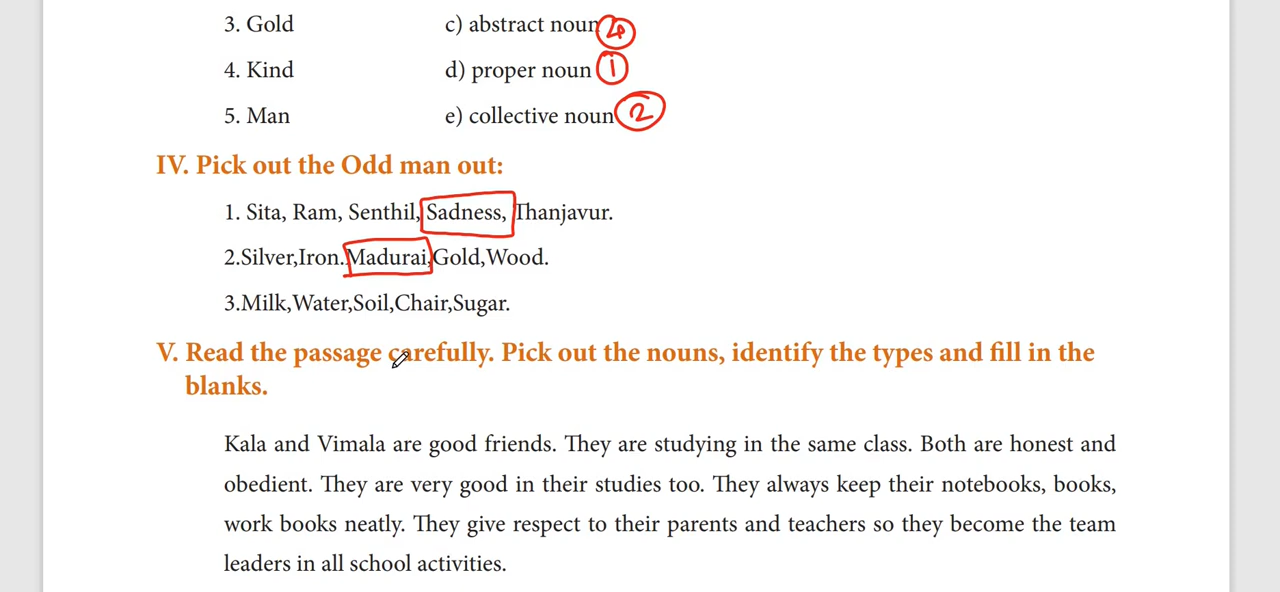 3. Gold c) abstract noun 4
4. Kind d) proper noun 1
5. Man e) collective noun 2
IV. Pick out the Odd man out:
1. Sita, Ram, Senthil, Sadness, Thanjavur.
2.Silver,Iron.Madurai,Gold,Wood.
3.Milk,Water,Soil,Chair,Sugar.
V. Read the passage carefully. Pick out the nouns, identify the types and fill in the
blanks.
Kala and Vimala are good friends. They are studying in the same class. Both are honest and
obedient. They are very good in their studies too. They always keep their notebooks, books,
work books neatly. They give respect to their parents and teachers so they become the team
leaders in all school activities.